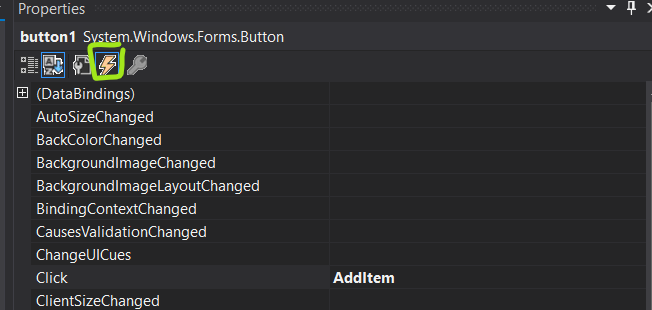 Properties
button1 System.Windows.Forms.Button
(DataBindings)
AutoSizeChanged
BackColorChanged
BackgroundImageChanged
BackgroundImageLayoutChanged
BindingContextChanged
CausesValidationChanged
ChangeUICues
Click AddItem
ClientSizeChanged